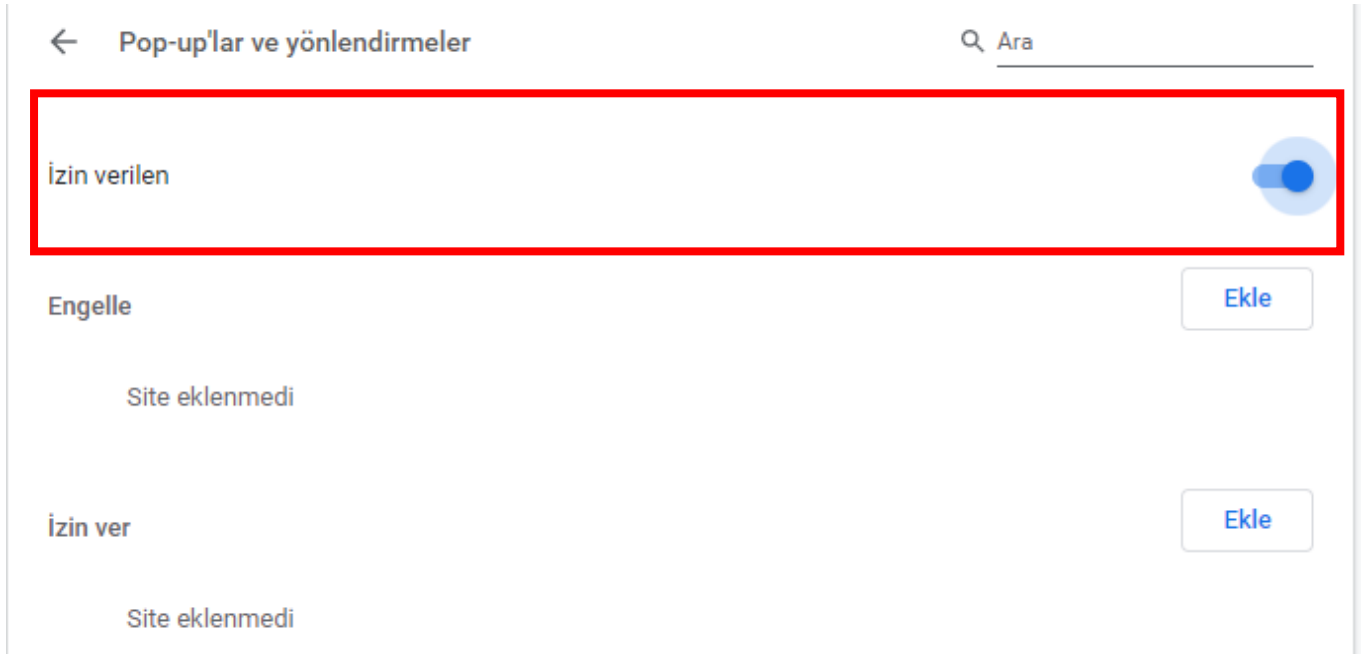 Pop-up'lar ve yönlendirmeler
Ara
İzin verilen
Engelle
Ekle
Site eklenmedi
İzin ver
Ekle
Site eklenmedi